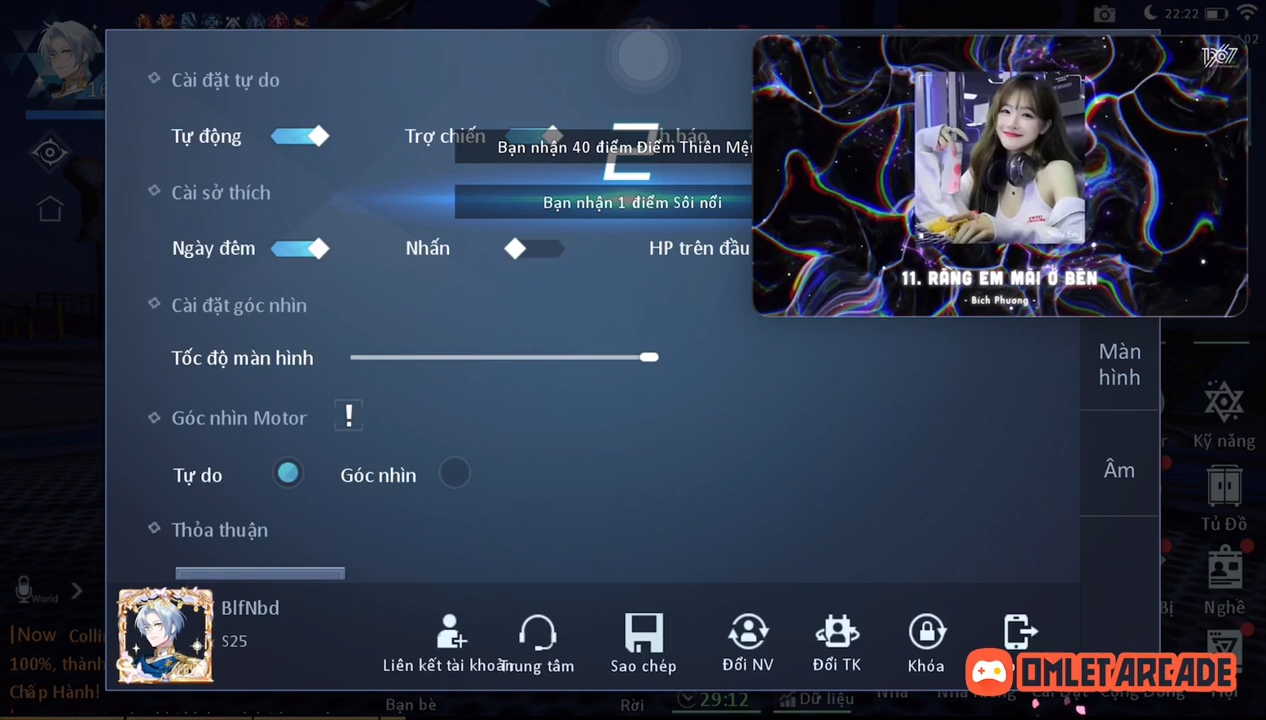 22:22
Cài đặt tự do
Tự động
Trợ chiến
h báo
Bạn nhận 40 điểm Điểm Thiên Mệ
2
Cài sở thích
Bạn nhận 1 điểm Sôi nổi
Ngày đêm
Nhấn
HP trên đầu
11. RẰNG EM MÃI Ở BÊN
- Bích Phương -
Cài đặt góc nhìn
Tốc độ màn hình
Màn
hình
Góc nhìn Motor
!
Kỹ năng
Tự do
Góc nhìn
Âm
Thỏa thuận
Tủ Đồ
World
BlfNbd
Nghề
S25
Now Colli
100%, thành
Chấp Hành!
Liên kết tài khoản
Trung tâm
Sao chép
Đổi NV
Đổi TK
Khóa
OMLET ARCADE
Bạn bè
Rời
29:12
Dữ liệu